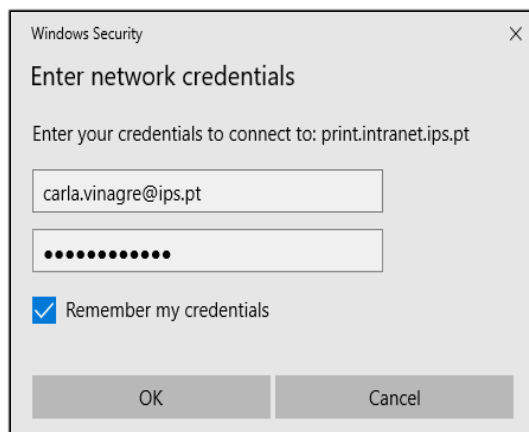 Windows Security
Enter network credentials
Enter your credentials to connect to: print.intranet.ips.pt
carla.vinagre@ips.pt
●●●●●●●●●●●●
Remember my credentials
OK
Cancel